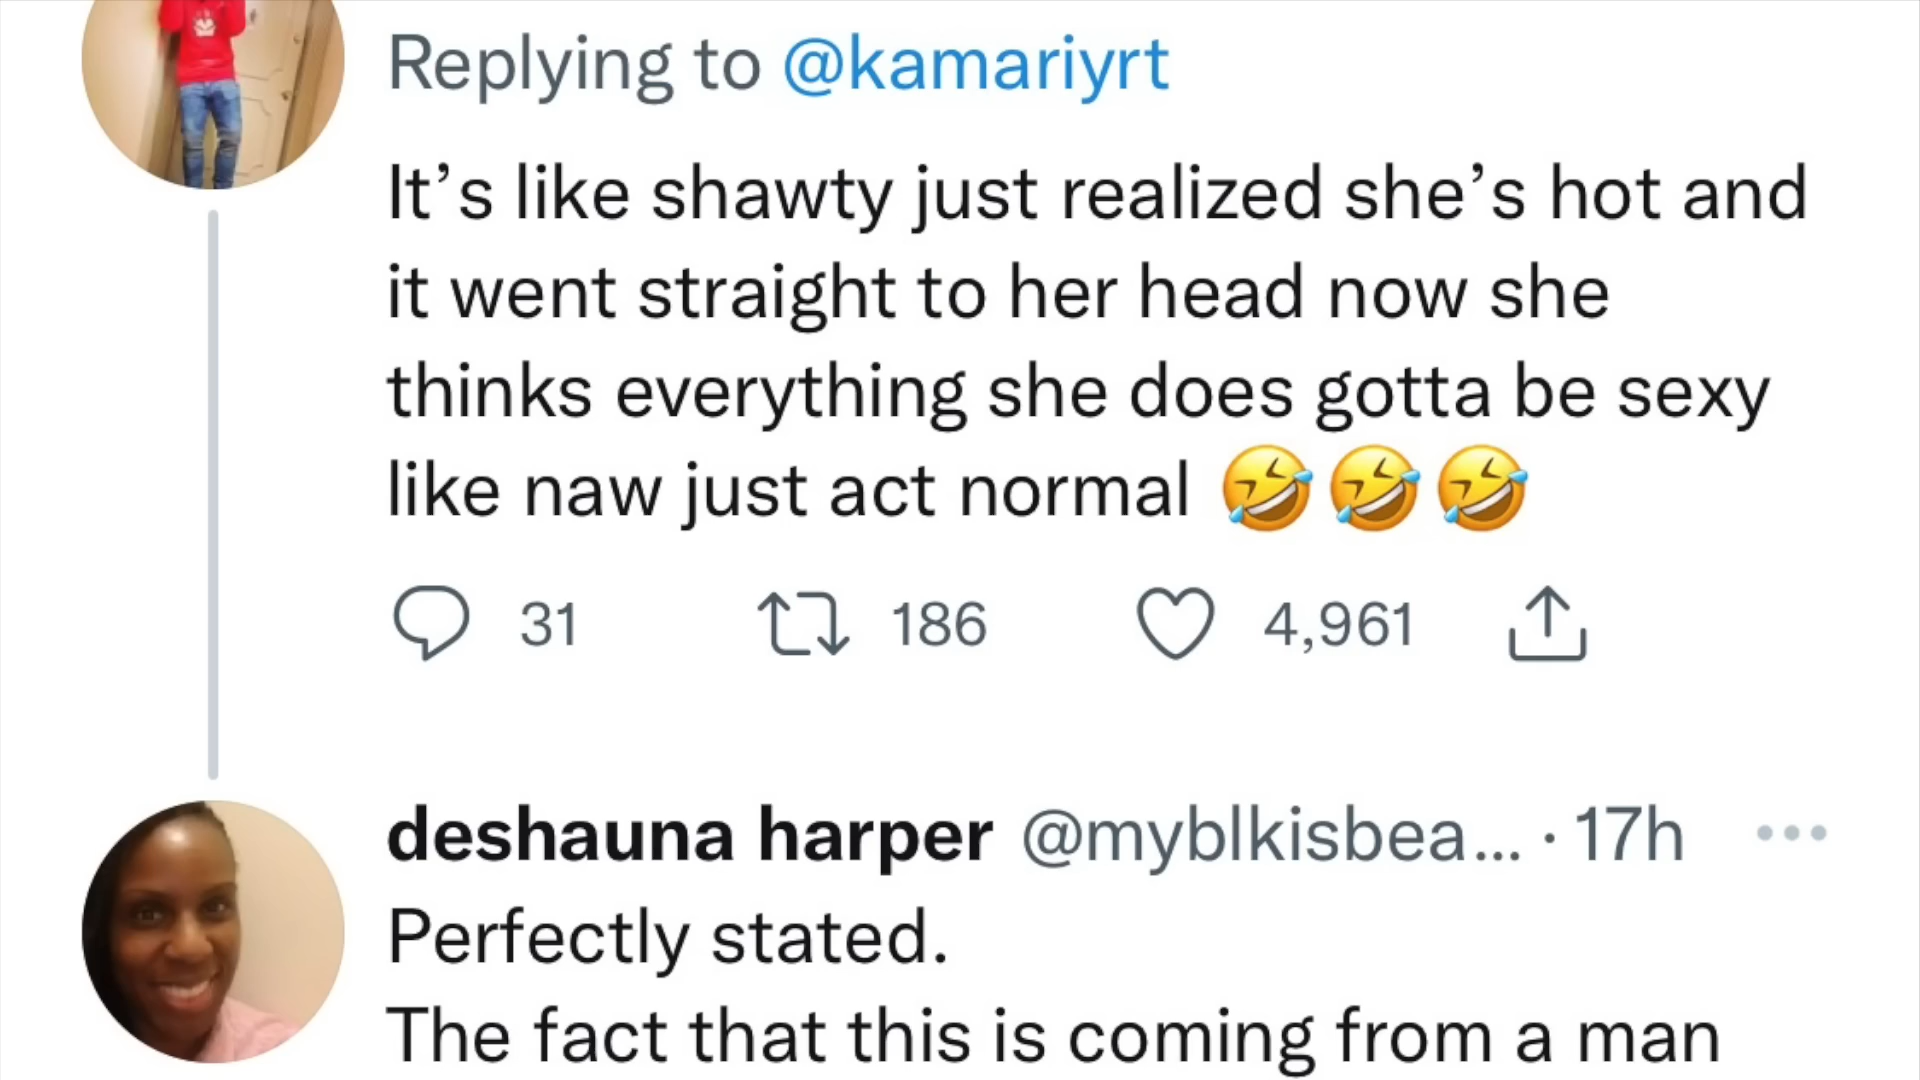 Replying to @kamariyrt
It’s like shawty just realized she’s hot and
it went straight to her head now she
thinks everything she does gotta be sexy
like naw just act normal 🤣🤣🤣
31 186 4,961
deshauna harper @myblkisbea... · 17h
Perfectly stated.
The fact that this is coming from a man